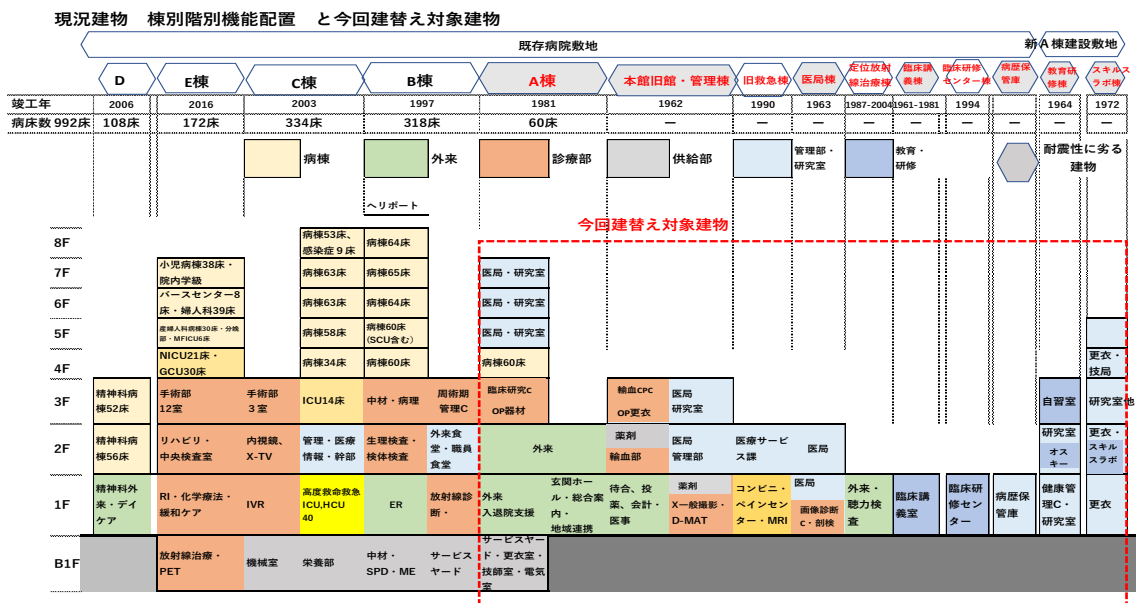 現況建物 棟別階別機能配置 と今回建替え対象建物
既存病院敷地
新A棟建設敷地
D
E棟
C棟
B棟
A棟
本館旧館・管理棟
旧救急棟
医局棟
定位放射
線治療棟
臨床講
義棟
臨床研修
センター棟
病歴保
管庫
教育研
修棟
スキルス
ラボ棟
竣工年
2006
2016
2003
1997
1981
1962
1990
1963
1987-2004
1961-1981
1994
1964
1972
病床数 992床
108床
172床
334床
318床
60床
―
―
―
―
―
―
―
―
―
病棟
外来
診療部
供給部
管理部・
研究室
教育・
研修
耐震性に劣る
建物
ヘリポート
今回建替え対象建物
8F
病棟53床、
感染症９床
病棟64床
7F
小児病棟38床・
院内学級
病棟63床
病棟65床
医局・研究室
6F
バースセンター8
床・婦人科39床
病棟63床
病棟64床
医局・研究室
5F
産婦人科病棟30床・分娩
部・MFICU6床
病棟58床
病棟60床
(SCU含む)
医局・研究室
4F
NICU21床・
GCU30床
病棟34床
病棟60床
病棟60床
更衣・
技局
3F
精神科病
棟52床
手術部
12室
手術部
３室
ICU14床
中材・病理
周術期
管理C
臨床研究C
OP器材
輸血CPC
OP更衣
医局
研究室
自習室
研究室他
2F
精神科病
棟56床
リハビリ・
中央検査室
内視鏡、
X-TV
管理・医療
情報・幹部
生理検査・
検体検査
外来食
堂・職員
食堂
外来
薬剤
輸血部
医局
管理部
医療サービ
ス課
医局
研究室
オス
キー
更衣・
スキル
スラボ
1F
精神科外
来・デイ
ケア
RI・化学療法・
緩和ケア
IVR
高度救命救急
ICU,HCU
40
ER
放射線診
断・
外来
入退院支援
玄関ホー
ル・総合案
内・
地域連携
待合、投
薬、会計・
医事
薬剤
X一般撮影・
D-MAT
コンビニ・
ペインセン
ター・MRI
医局
画像診断
C・剖検
外来・
聴力検
査
臨床講
義室
臨床研
修セン
ター
病歴保
管庫
健康管
理C・
研究室
更衣
B1F
放射線治療・
PET
機械室
栄養部
中材・
SPD・ME
サービス
ヤード
サービスヤー
ド・更衣室・
技師室・電気
室